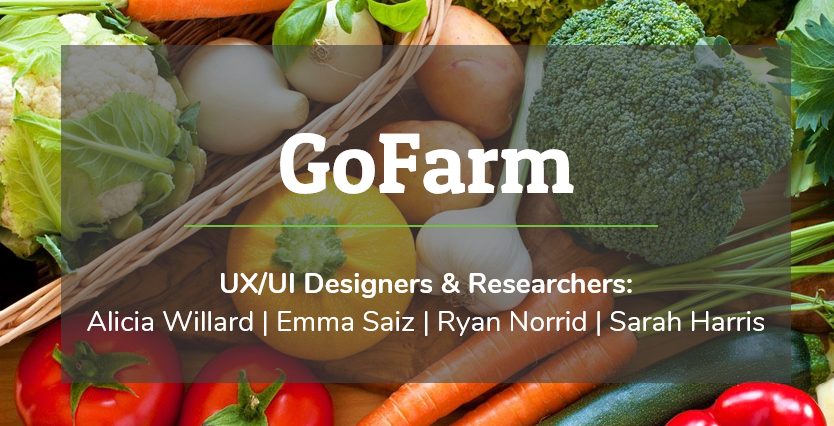 GoFarm
UX/UI Designers & Researchers:
Alicia Willard | Emma Saiz | Ryan Norrid | Sarah Harris